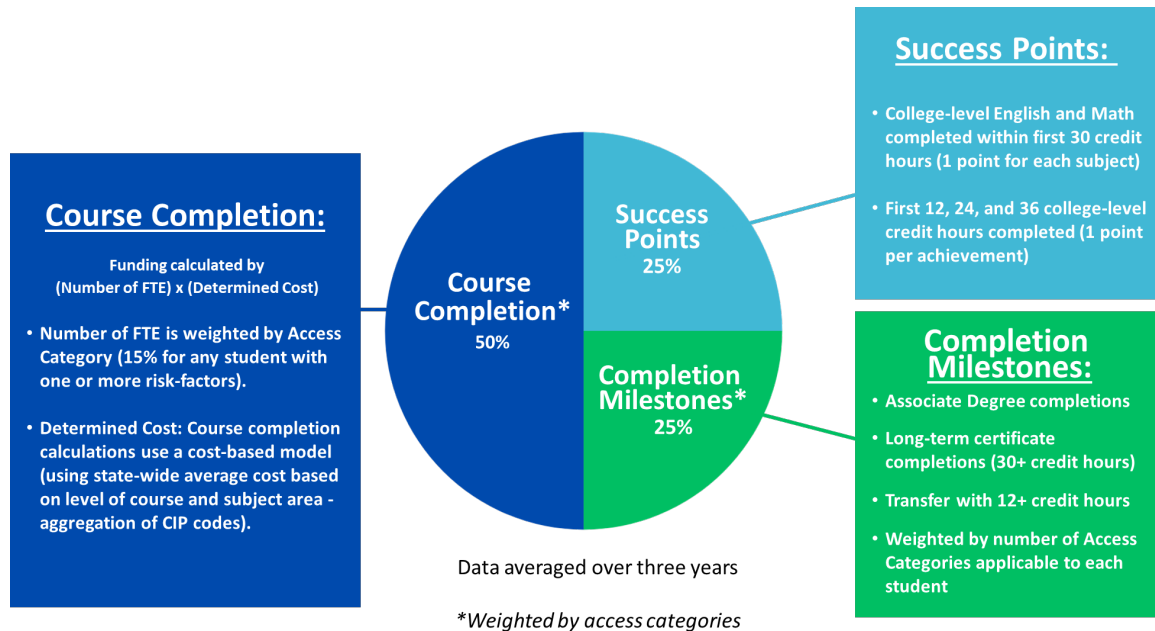 Course Completion:
Funding calculated by
(Number of FTE) x (Determined Cost)
• Number of FTE is weighted by Access
Category (15% for any student with
one or more risk-factors).
• Determined Cost: Course completion
calculations use a cost-based model
(using state-wide average cost based
on level of course and subject area -
aggregation of CIP codes).
Course
Completion*
50%
Success
Points
25%
Completion
Milestones*
25%
Data averaged over three years
*Weighted by access categories
Success Points:
• College-level English and Math
completed within first 30 credit
hours (1 point for each subject)
• First 12, 24, and 36 college-level
credit hours completed (1 point
per achievement)
Completion
Milestones:
• Associate Degree completions
• Long-term certificate
completions (30+ credit hours)
• Transfer with 12+ credit hours
• Weighted by number of Access
Categories applicable to each
student